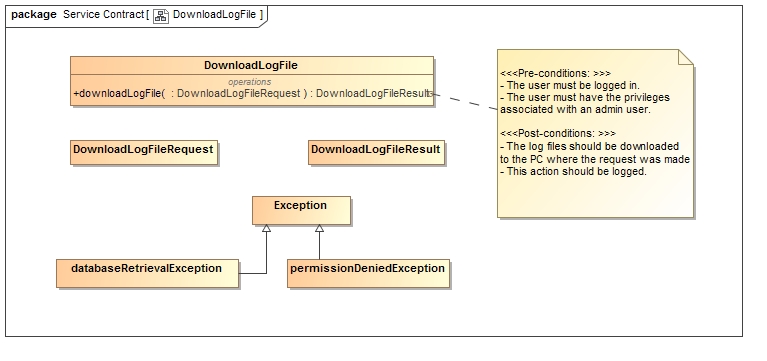 package Service Contract [ DownloadLogFile ]
DownloadLogFile
operations
+downloadLogFile( : DownloadLogFileRequest ) : DownloadLogFileResult
<<<Pre-conditions: >>>
- The user must be logged in.
- The user must have the privileges
associated with an admin user.
<<<Post-conditions: >>>
- The log files should be downloaded
to the PC where the request was made
- This action should be logged.
DownloadLogFileRequest
DownloadLogFileResult
Exception
databaseRetrievalException
permissionDeniedException